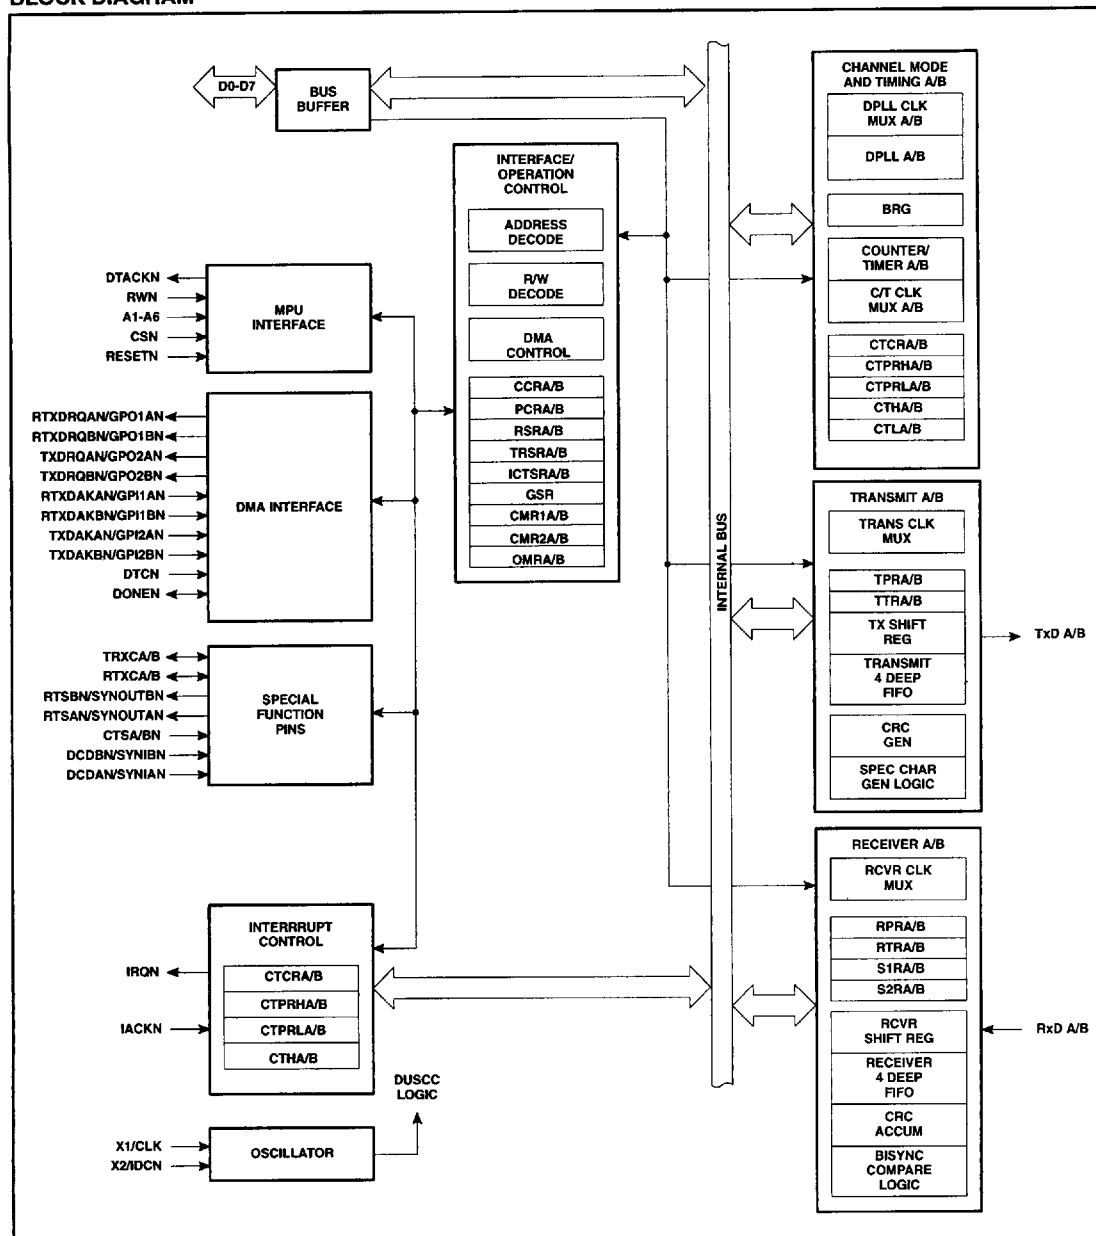 BLOCK DIAGRAM
D0-D7
BUS
BUFFER
INTERFACE/
OPERATION
CONTROL
ADDRESS
DECODE
R/W
DECODE
DMA
CONTROL
CCRA/B
PCRA/B
RSRA/B
TRSRA/B
ICTSRA/B
GSR
CMR1A/B
CMR2A/B
OMRA/B
DTACKN
RWN
A1-A6
CSN
RESETN
MPU
INTERFACE
RTXDRQAN/GPO1AN
RTXDRQBN/GPO1BN
TXDRQAN/GPO2AN
TXDRQBN/GPO2BN
RTXDAKAN/GPI1AN
RTXDAKBN/GPI1BN
TXDAKAN/GPI2AN
TXDAKBN/GPI2BN
DTCN
DONEN
DMA INTERFACE
TRXCA/B
RTXCA/B
RTSBN/SYNOUTBN
RTSAN/SYNOUTAN
CTSA/BN
DCDBN/SYNIBN
DCDAN/SYNIAN
SPECIAL
FUNCTION
PINS
INTERRRUPT
CONTROL
CTCRA/B
CTPRHA/B
CTPRLA/B
CTHA/B
IRQN
IACKN
DUSCC
LOGIC
X1/CLK
X2/IDCN
OSCILLATOR
INTERNAL BUS
CHANNEL MODE
AND TIMING A/B
DPLL CLK
MUX A/B
DPLL A/B
BRG
COUNTER/
TIMER A/B
C/T CLK
MUX A/B
CTCRA/B
CTPRHA/B
CTPRLA/B
CTHA/B
CTLA/B
TRANSMIT A/B
TRANS CLK
MUX
TPRA/B
TTRA/B
TX SHIFT
REG
TRANSMIT
4 DEEP
FIFO
CRC
GEN
SPEC CHAR
GEN LOGIC
TxD A/B
RECEIVER A/B
RCVR CLK
MUX
RPRA/B
RTRA/B
S1RA/B
S2RA/B
RCVR
SHIFT REG
RECEIVER
4 DEEP
FIFO
CRC
ACCUM
BISYNC
COMPARE
LOGIC
RxD A/B